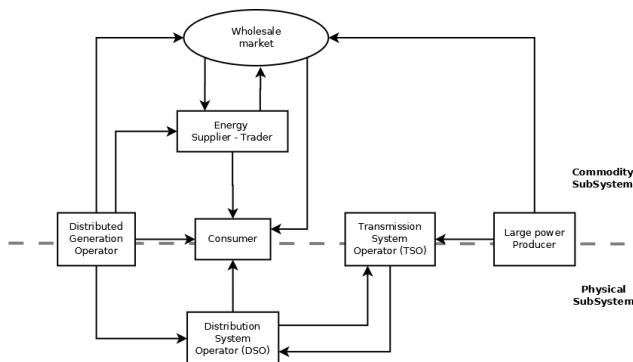 Wholesale
market
Energy
Supplier - Trader
Commodity
SubSystem
Distributed
Generation
Operator
Consumer
Transmission
System
Operator (TSO)
Large power
Producer
Physical
SubSystem
Distribution
System
Operator (DSO)